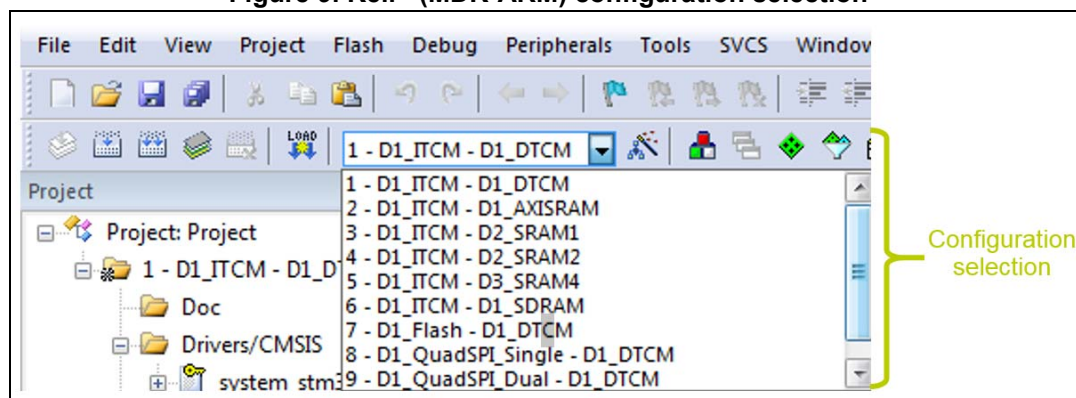 File Edit View Project Flash Debug Peripherals Tools SVCS Window
LOAD
1 - D1_ITCM - D1_DTCM
Project
1 - D1_ITCM - D1_DTCM
2 - D1_ITCM - D1_AXISRAM
Project: Project
3 - D1_ITCM - D2_SRAM1
4 - D1_ITCM - D2_SRAM2
1 - D1_ITCM - D1_D
5 - D1_ITCM - D3_SRAM4
6 - D1_ITCM - D1_SDRAM
Doc
7 - D1_Flash - D1_DTCM
Drivers/CMSIS
8 - D1_QuadSPI_Single - D1_DTCM
system_stm3
9 - D1_QuadSPI_Dual - D1_DTCM
Configuration
selection